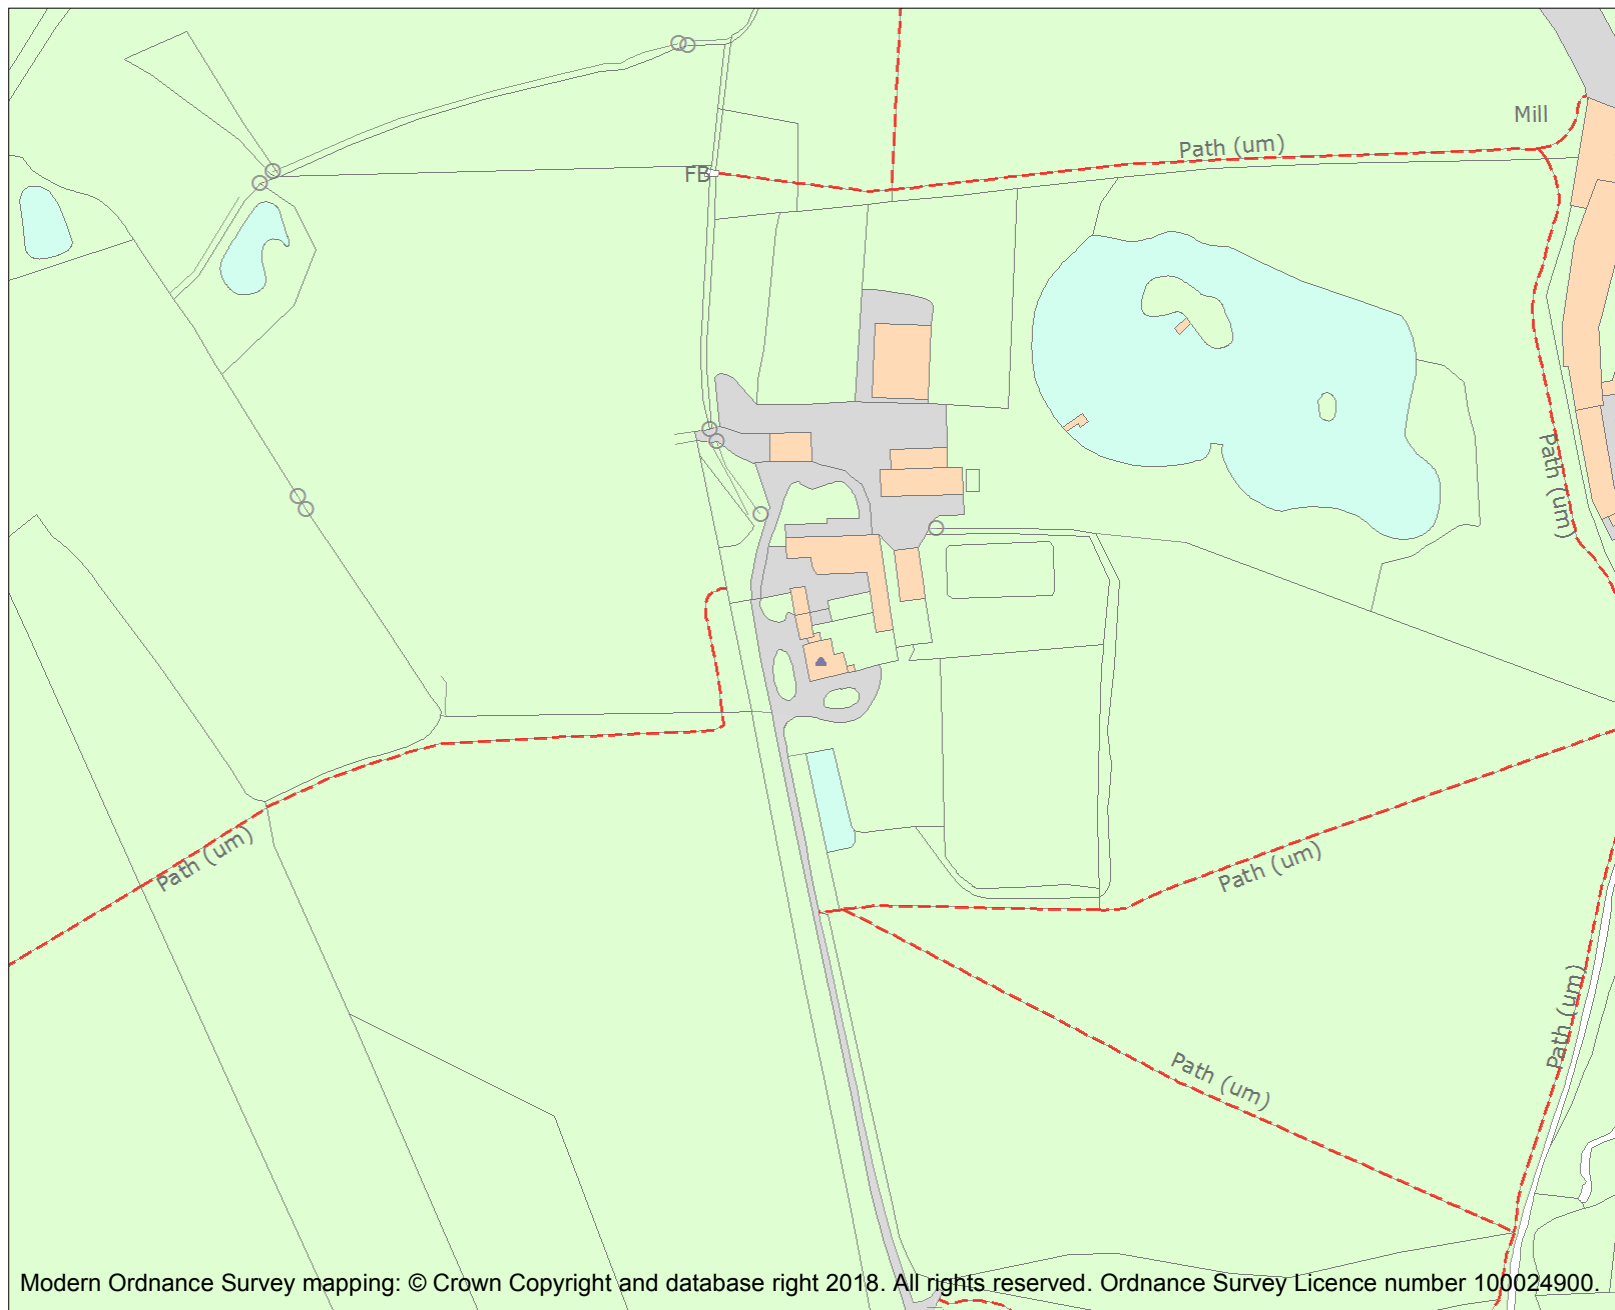 Mill
Path (um)
FB
Path (um)
Path (um)
Path (um)
Path (um)
Path (um)
Modern Ordnance Survey mapping: © Crown Copyright and database right 2018. All rights reserved. Ordnance Survey Licence number 100024900.